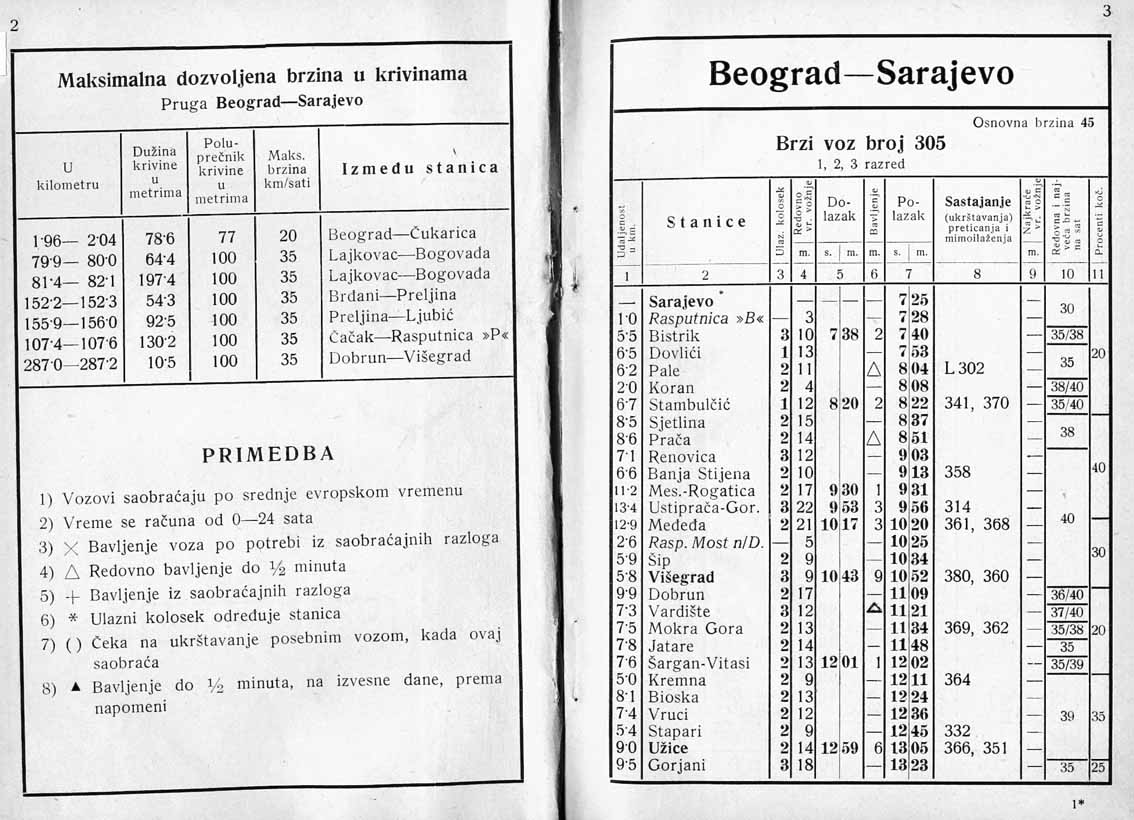 2
Maksimalna dozvoljena brzina u krivinama
Pruga Beograd—Sarajevo
U kilometru | Dužina krivine u metrima | Polu-prečnik krivine u metrima | Maks. brzina km/sati | Između stanica
1·96— 2·04 | 78·6 | 77 | 20 | Beograd—Čukarica
79·9— 80·0 | 64·4 | 100 | 35 | Lajkovac—Bogovađa
81·4— 82·1 | 197·4 | 100 | 35 | Lajkovac—Bogovađa
152·2—152·3 | 54·3 | 100 | 35 | Brđani—Preljina
155·9—156·0 | 92·5 | 100 | 35 | Preljina—Ljubić
107·4—107·6 | 130·2 | 100 | 35 | Čačak—Rasputnica »P«
287·0—287·2 | 10·5 | 100 | 35 | Dobrun—Višegrad
PRIMEDBA
1) Vozovi saobraćaju po srednje evropskom vremenu
2) Vreme se računa od 0—24 sata
3) ✕ Bavljenje voza po potrebi iz saobraćajnih razloga
4) △ Redovno bavljenje do ½ minuta
5) + Bavljenje iz saobraćajnih razloga
6) * Ulazni kolosek određuje stanica
7) ( ) Čeka na ukrštavanje posebnim vozom, kada ovaj
saobraća
8) ▲ Bavljenje do ½ minuta, na izvesne dane, prema
napomeni
3
Beograd—Sarajevo
Osnovna brzina 45
Brzi voz broj 305
1, 2, 3 razred
Udaljenost u km. | Stanice | Ulaz. kolosek | Redovno vr. vožnje m. | Dolazak s. m. | Bavljenje m. | Polazak s. m. | Sastajanje (ukrštavanja) preticanja i mimoilaženja | Najkraće vr. vožnje m. | Redovna i najveća brzina na sat | Procenti koč.
1 | 2 | 3 | 4 | 5 | 6 | 7 | 8 | 9 | 10 | 11
— | Sarajevo | — | — | — — | — | 7 25 | | — | 30 | 20
1·0 | Rasputnica »B« | — | 3 | | | 7 28 | | —
5·5 | Bistrik | 3 | 10 | 7 38 | 2 | 7 40 | | — | 35/38
6·5 | Dovlići | 1 | 13 | | — | 7 53 | | — | 35
6·2 | Pale | 2 | 11 | | △ | 8 04 | L 302 | —
2·0 | Koran | 2 | 4 | | — | 8 08 | | — | 38/40
6·7 | Stambulčić | 1 | 12 | 8 20 | 2 | 8 22 | 341, 370 | — | 35/40
8·5 | Sjetlina | 2 | 15 | | — | 8 37 | | — | 38 | 40
8·6 | Prača | 2 | 14 | | △ | 8 51 | | —
7·1 | Renovica | 3 | 12 | | — | 9 03 | | — | 40
6·6 | Banja Stijena | 2 | 10 | | — | 9 13 | 358 | —
11·2 | Mes.-Rogatica | 2 | 17 | 9 30 | 1 | 9 31 | | —
13·4 | Ustiprača-Gor. | 3 | 22 | 9 53 | 3 | 9 56 | 314 | —
12·9 | Međeđa | 2 | 21 | 10 17 | 3 | 10 20 | 361, 368 | — | | 30
2·6 | Rasp. Most n/D. | — | 5 | | — | 10 25 | | —
5·9 | Šip | 2 | 9 | | — | 10 34 | | —
5·8 | Višegrad | 3 | 9 | 10 43 | 9 | 10 52 | 380, 360 | —
9·9 | Dobrun | 2 | 17 | | — | 11 09 | | — | 36/40 | 20
7·3 | Vardište | 3 | 12 | | ▲ | 11 21 | | — | 37/40
7·5 | Mokra Gora | 2 | 13 | | — | 11 34 | 369, 362 | — | 35/38
7·8 | Jatare | 2 | 14 | | — | 11 48 | | — | 35
7·6 | Šargan-Vitasi | 2 | 13 | 12 01 | 1 | 12 02 | | — | 35/39
5·0 | Kremna | 2 | 9 | | — | 12 11 | 364 | — | 39 | 35
8·1 | Bioska | 2 | 13 | | — | 12 24 | | —
7·4 | Vruci | 2 | 12 | | — | 12 36 | | —
5·4 | Stapari | 2 | 9 | | — | 12 45 | 332 | —
9·0 | Užice | 2 | 14 | 12 59 | 6 | 13 05 | 366, 351 | —
9·5 | Gorjani | 3 | 18 | | — | 13 23 | | — | 35 | 25
1*